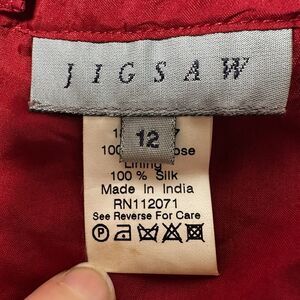 JIGSAW
12
Lining
100 % Silk
Made In India
RN112071
See Reverse For Care